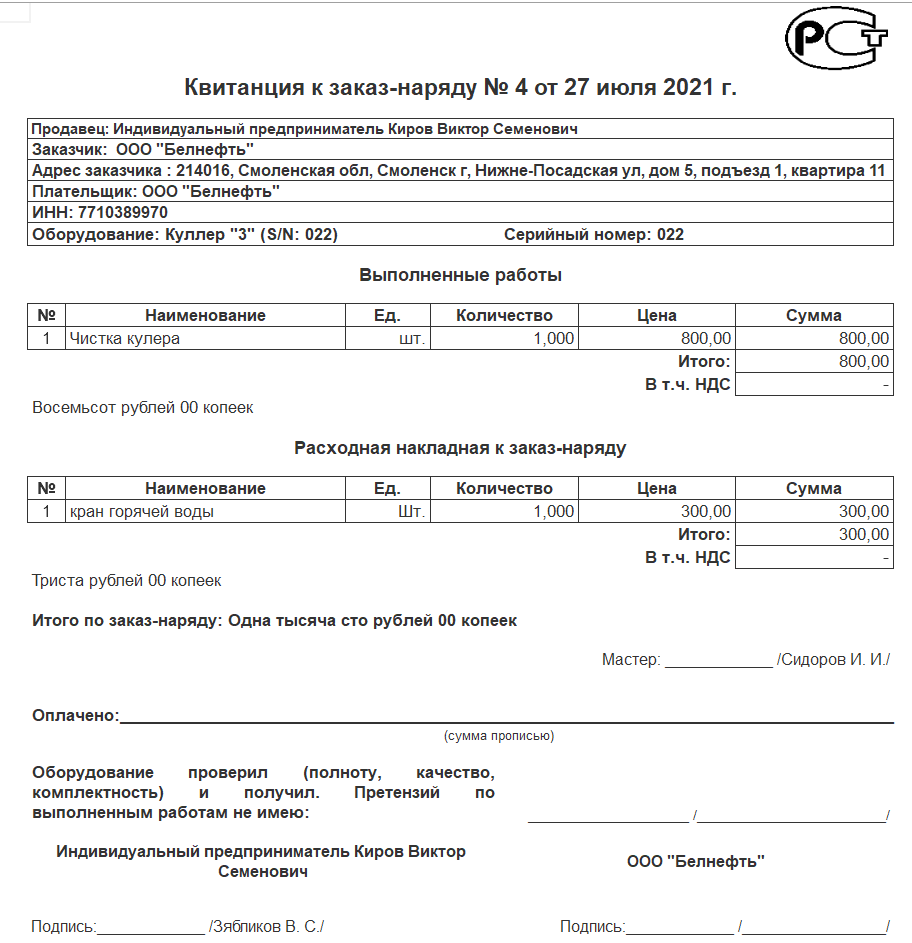 РСТ
Квитанция к заказ-наряду № 4 от 27 июля 2021 г.
Продавец: Индивидуальный предприниматель Киров Виктор Семенович
Заказчик: ООО "Белнефть"
Адрес заказчика : 214016, Смоленская обл, Смоленск г, Нижне-Посадская ул, дом 5, подъезд 1, квартира 11
Плательщик: ООО "Белнефть"
ИНН: 7710389970
Оборудование: Куллер "3" (S/N: 022) Серийный номер: 022
Выполненные работы
№ Наименование Ед. Количество Цена Сумма
1 Чистка кулера шт. 1,000 800,00 800,00
Итого: 800,00
В т.ч. НДС -
Восемьсот рублей 00 копеек
Расходная накладная к заказ-наряду
№ Наименование Ед. Количество Цена Сумма
1 кран горячей воды Шт. 1,000 300,00 300,00
Итого: 300,00
В т.ч. НДС -
Триста рублей 00 копеек
Итого по заказ-наряду: Одна тысяча сто рублей 00 копеек
Мастер: ____________ /Сидоров И. И./
Оплачено:
(сумма прописью)
Оборудование проверил (полноту, качество,
комплектность) и получил. Претензий по
выполненным работам не имею: __________________ /_____________________/
Индивидуальный предприниматель Киров Виктор
Семенович
ООО "Белнефть"
Подпись:____________ /Зябликов В. С./ Подпись:____________ /________________/